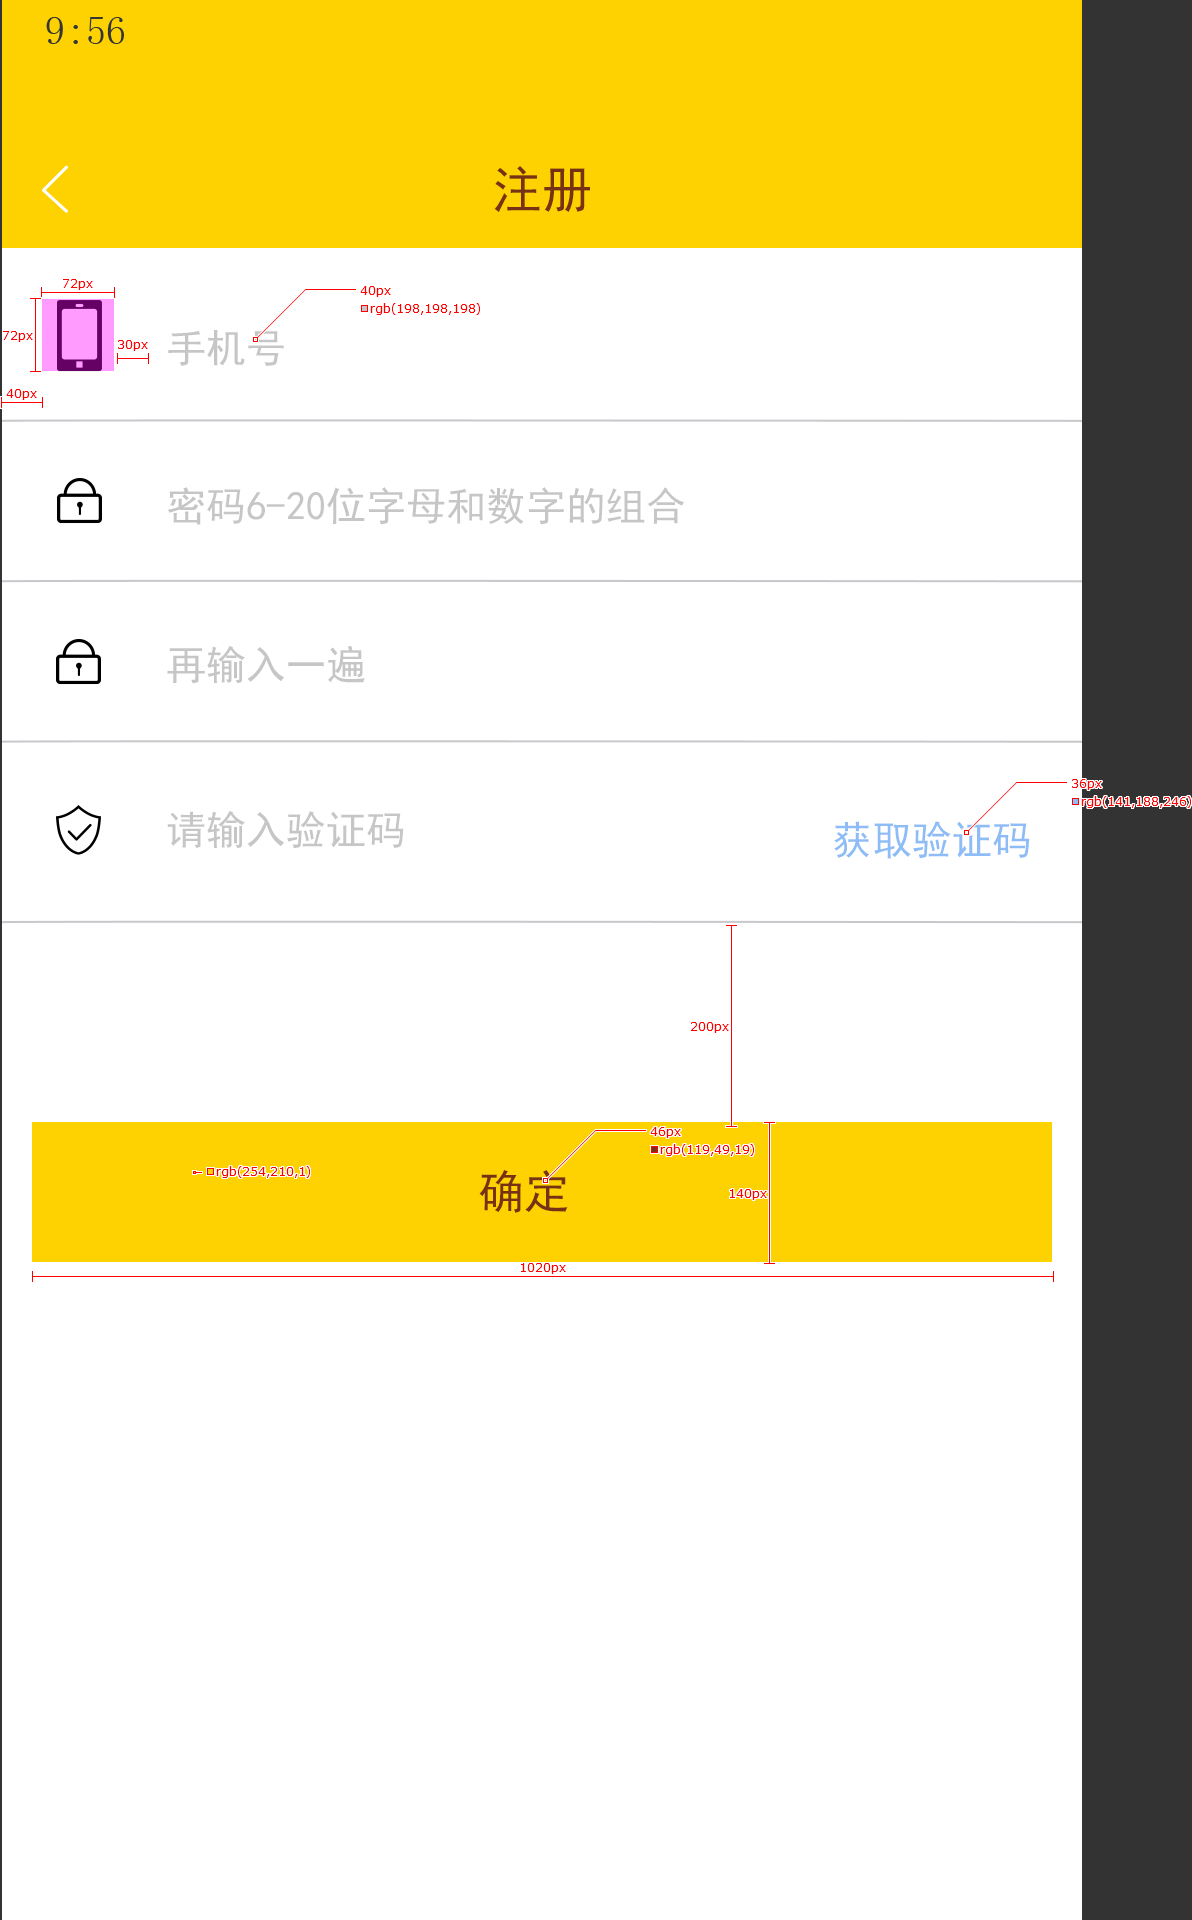 9:56
注册
72px
40px
rgb(198,198,198)
72px
30px
手机号
40px
密码6-20位字母和数字的组合
再输入一遍
36px
rgb(141,188,246)
请输入验证码
获取验证码
200px
46px
rgb(119,49,19)
rgb(254,210,1)
确定
140px
1020px